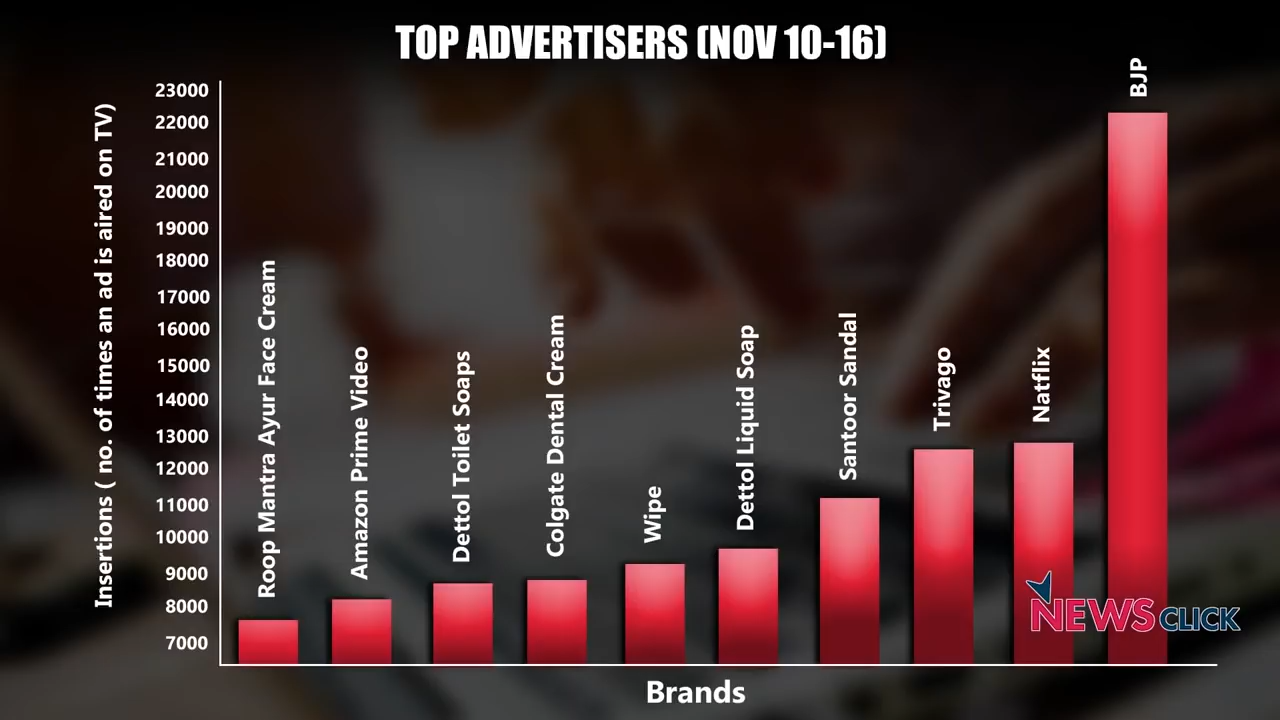 TOP ADVERTISERS (NOV 10-16)
Insertions ( no. of times an ad is aired on TV)
23000
22000
21000
20000
19000
18000
17000
16000
15000
14000
13000
12000
11000
10000
9000
8000
7000
Roop Mantra Ayur Face Cream
Amazon Prime Video
Dettol Toilet Soaps
Colgate Dental Cream
Wipe
Dettol Liquid Soap
Santoor Sandal
Trivago
Natflix
BJP
NEWSCLICK
Brands